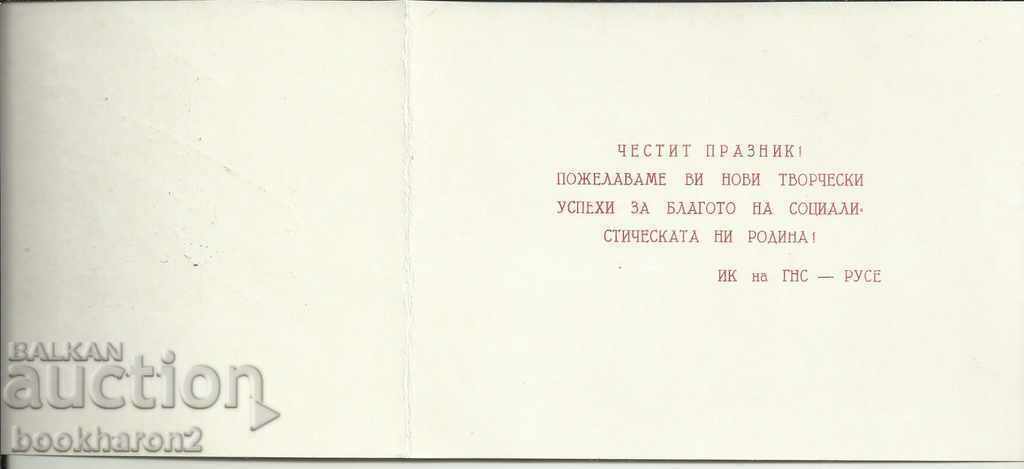 ЧЕСТИТ ПРАЗНИК!
ПОЖЕЛАВАМЕ ВИ НОВИ ТВОРЧЕСКИ
УСПЕХИ ЗА БЛАГОТО НА СОЦИАЛИ-
СТИЧЕСКАТА НИ РОДИНА!
ИК на ГНС — РУСЕ
BALKAN
auction
bookharon2